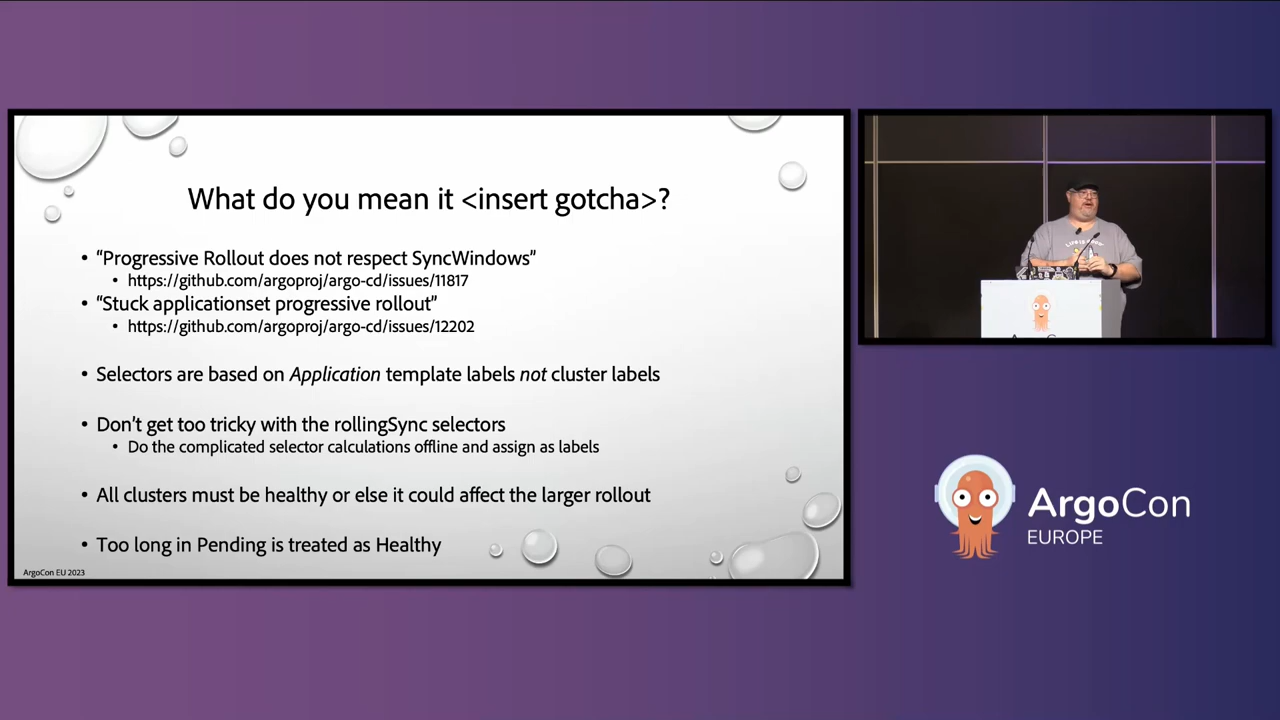 What do you mean it <insert gotcha>?
• “Progressive Rollout does not respect SyncWindows”
• https://github.com/argoproj/argo-cd/issues/11817
• “Stuck applicationset progressive rollout”
• https://github.com/argoproj/argo-cd/issues/12202
• Selectors are based on Application template labels not cluster labels
• Don’t get too tricky with the rollingSync selectors
• Do the complicated selector calculations offline and assign as labels
• All clusters must be healthy or else it could affect the larger rollout
• Too long in Pending is treated as Healthy
ArgoCon EU 2023
ArgoCon
EUROPE